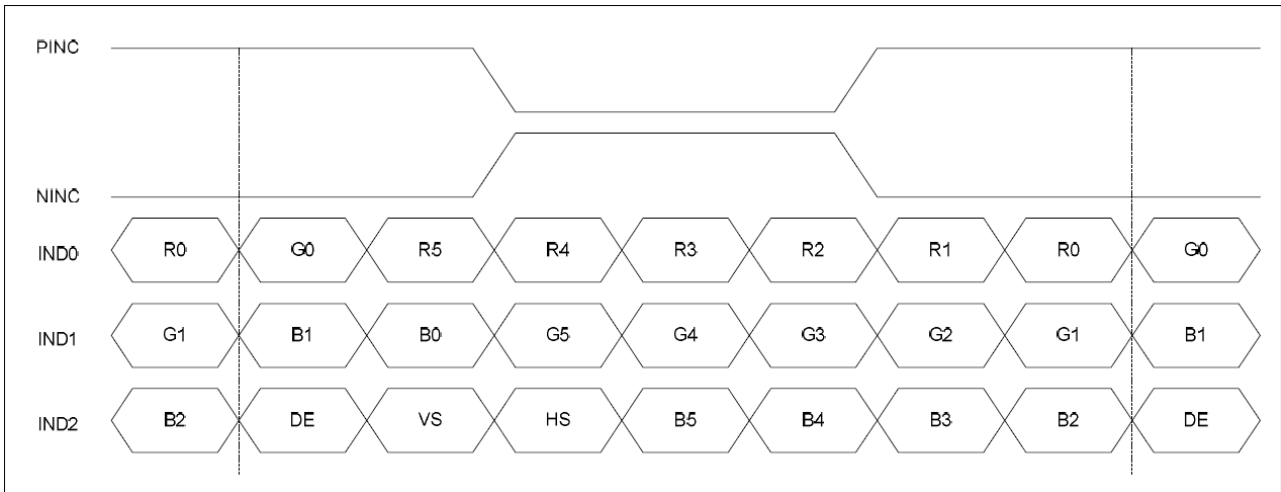 PINC
NINC
IND0 R0 G0 R5 R4 R3 R2 R1 R0 G0
IND1 G1 B1 B0 G5 G4 G3 G2 G1 B1
IND2 B2 DE VS HS B5 B4 B3 B2 DE